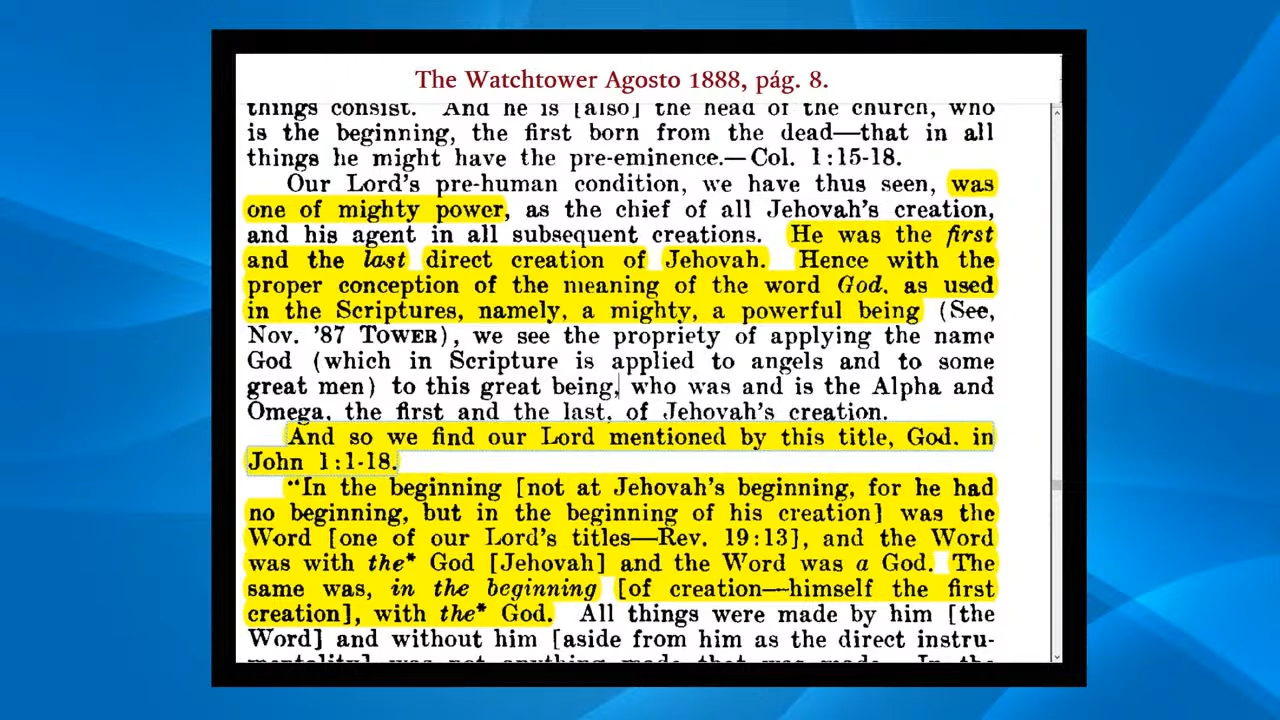 The Watchtower Agosto 1888, pág. 8.
things consist. And he is [also] the head of the church, who
is the beginning, the first born from the dead—that in all
things he might have the pre-eminence.—Col. 1:15-18.
Our Lord's pre-human condition, we have thus seen, was
one of mighty power, as the chief of all Jehovah's creation,
and his agent in all subsequent creations. He was the first
and the last direct creation of Jehovah. Hence with the
proper conception of the meaning of the word God, as used
in the Scriptures, namely, a mighty, a powerful being (See,
Nov. '87 TOWER), we see the propriety of applying the name
God (which in Scripture is applied to angels and to some
great men) to this great being, who was and is the Alpha and
Omega, the first and the last, of Jehovah's creation.
And so we find our Lord mentioned by this title, God, in
John 1:1-18.
"In the beginning [not at Jehovah's beginning, for he had
no beginning, but in the beginning of his creation] was the
Word [one of our Lord's titles—Rev. 19:13], and the Word
was with the* God [Jehovah] and the Word was a God. The
same was, in the beginning [of creation—himself the first
creation], with the* God. All things were made by him [the
Word] and without him [aside from him as the direct instru-
mentality] was not anything made that was made. In the